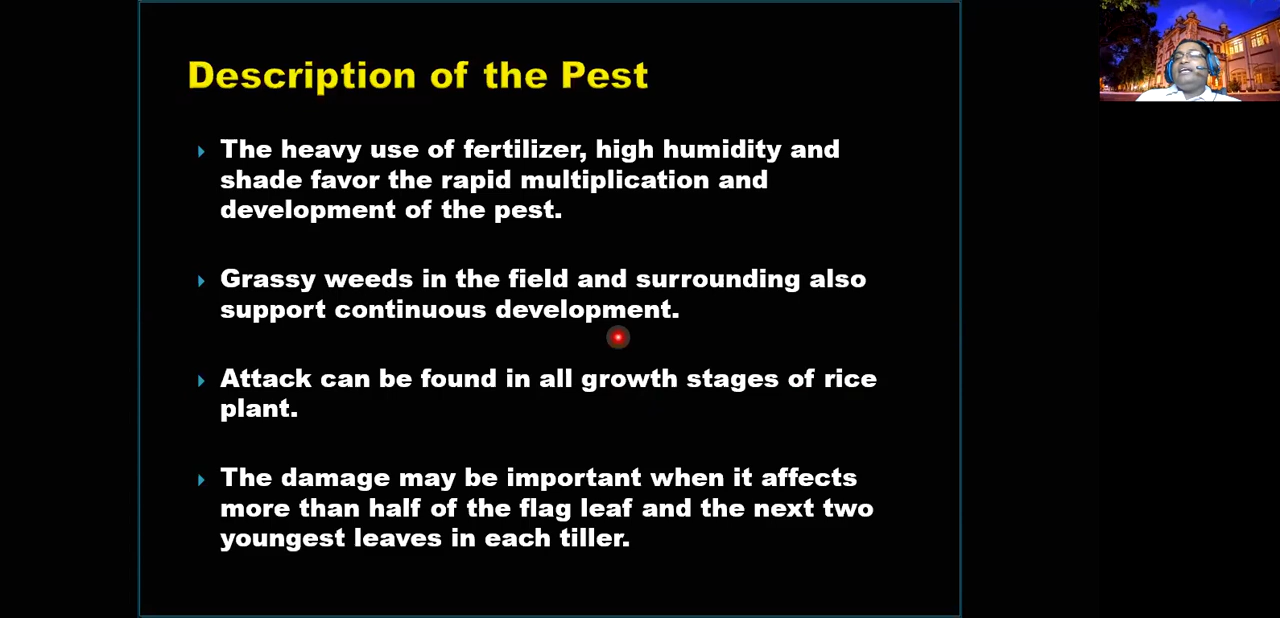 Description of the Pest
The heavy use of fertilizer, high humidity and
shade favor the rapid multiplication and
development of the pest.
Grassy weeds in the field and surrounding also
support continuous development.
Attack can be found in all growth stages of rice
plant.
The damage may be important when it affects
more than half of the flag leaf and the next two
youngest leaves in each tiller.